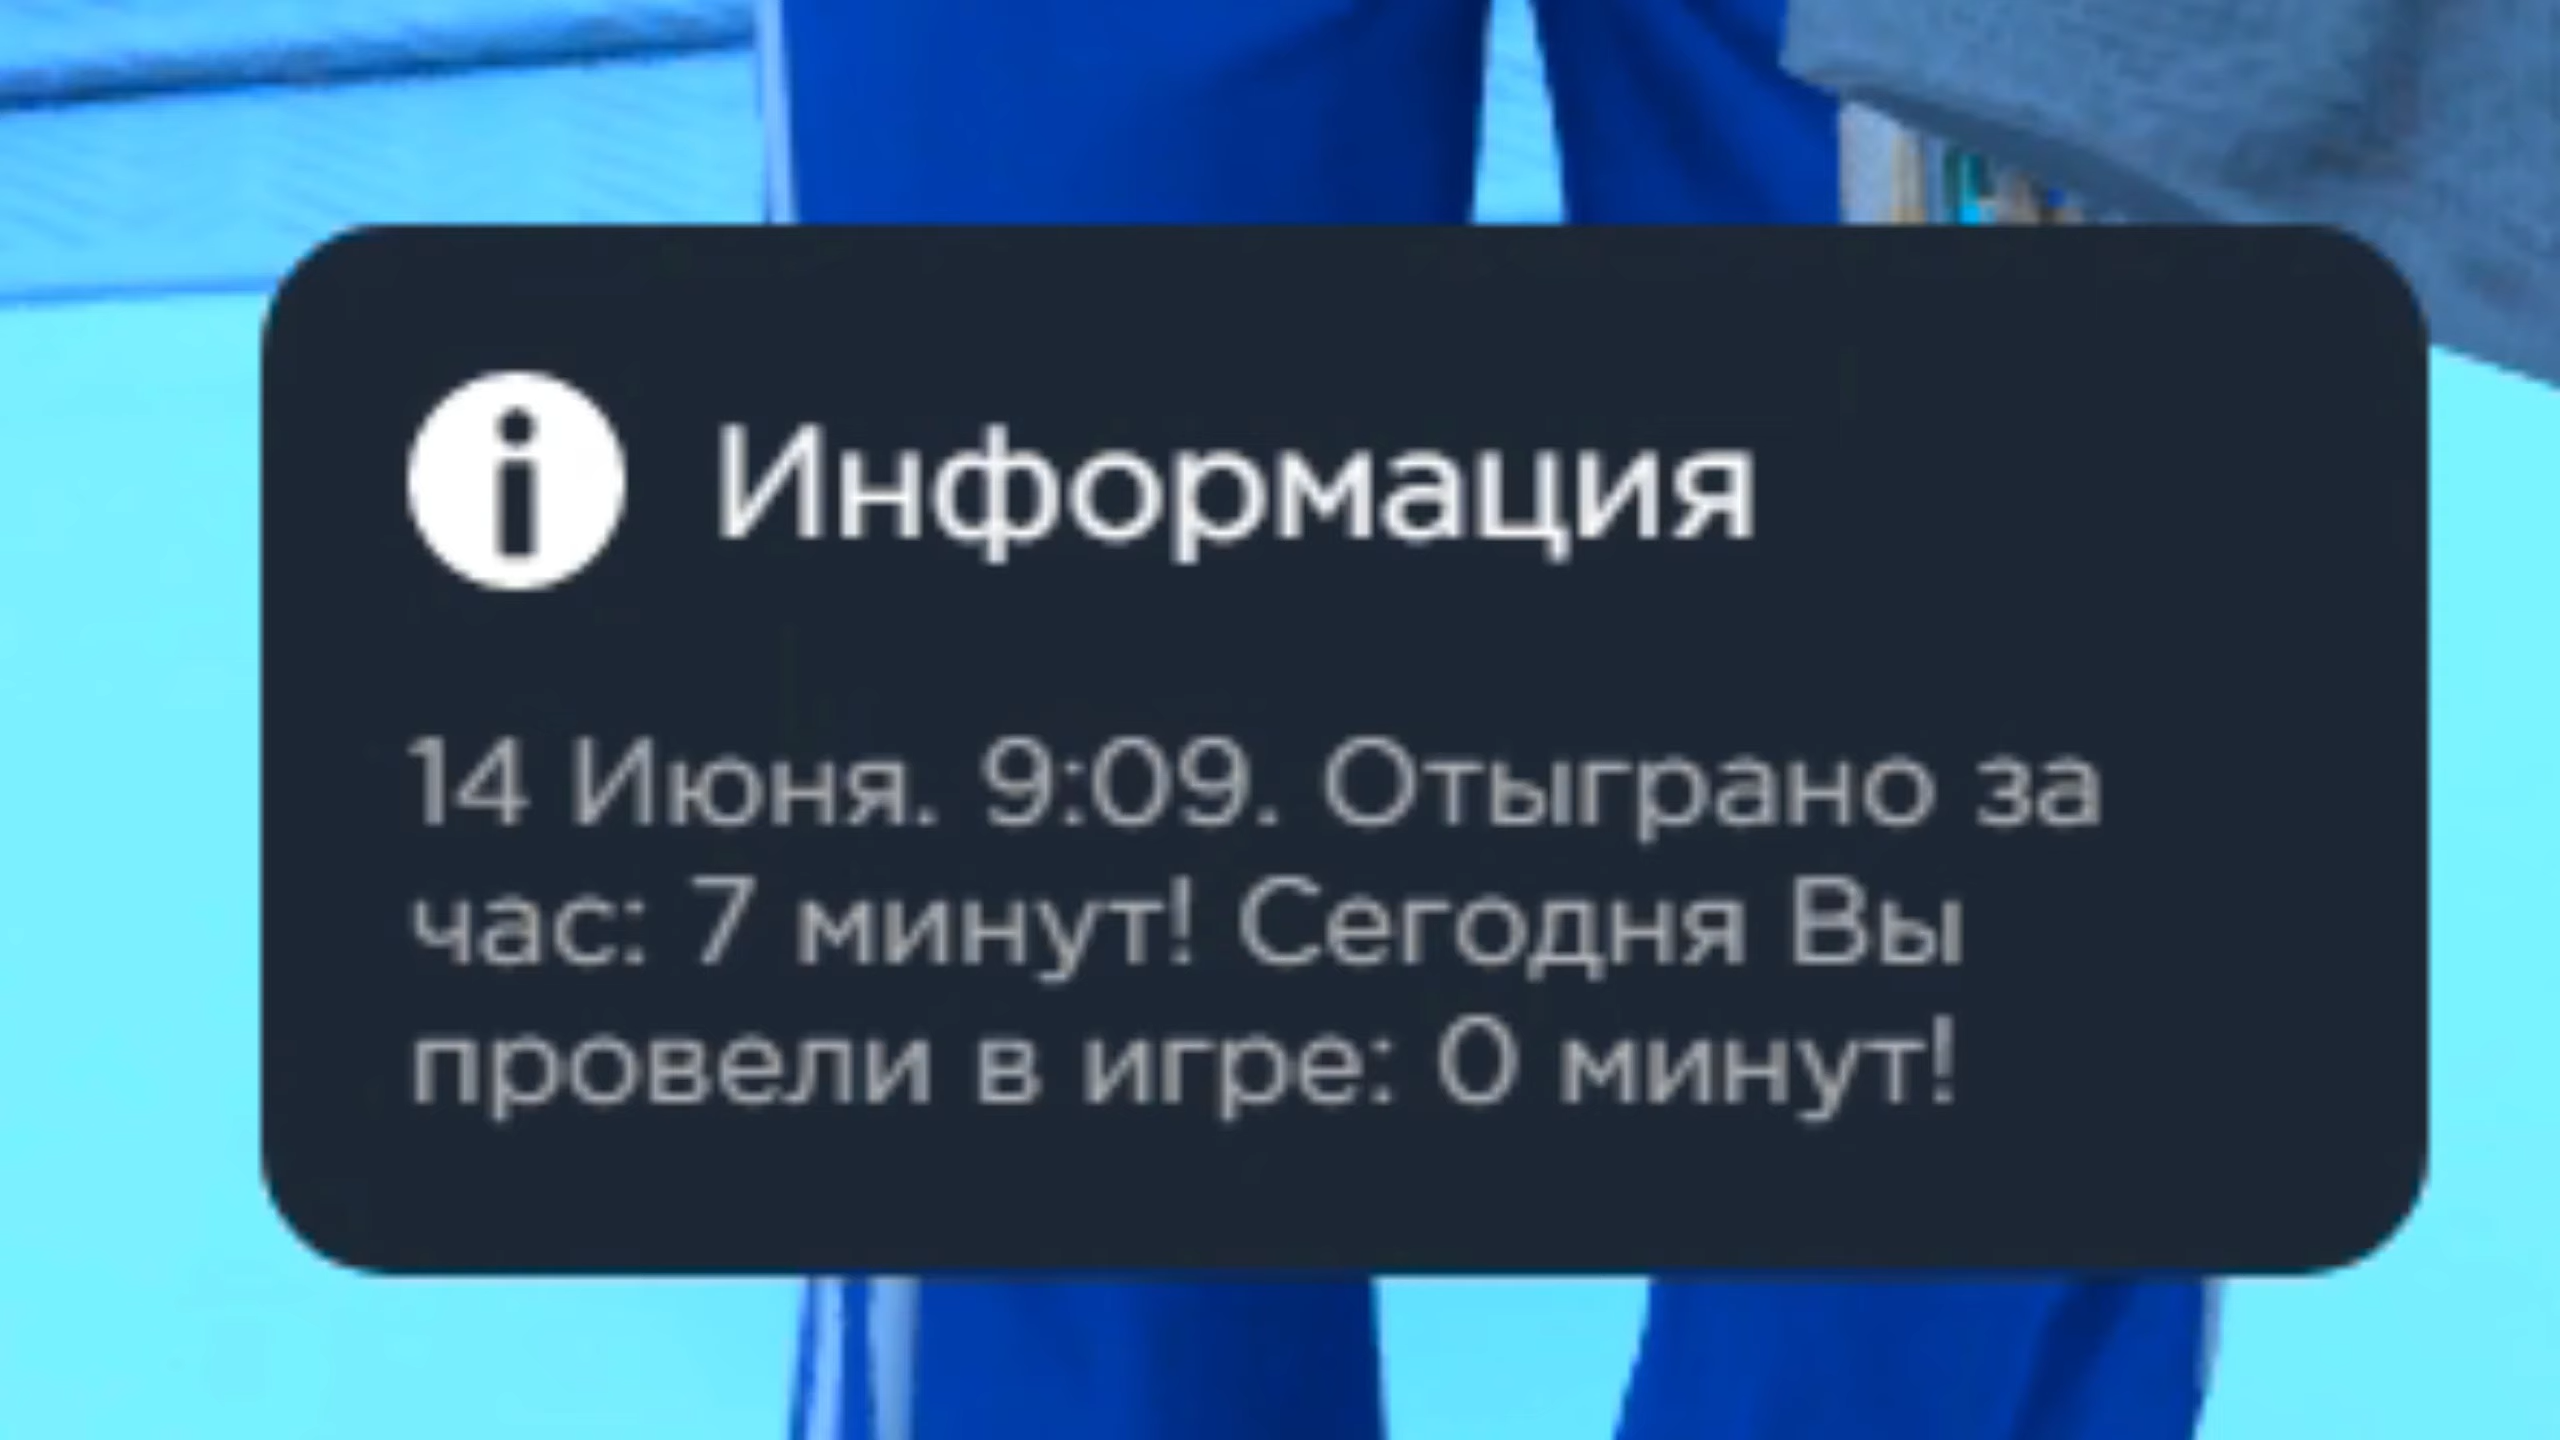 Информация
14 Июня. 9:09. Отыграно за
час: 7 минут! Сегодня Вы
провели в игре: 0 минут!